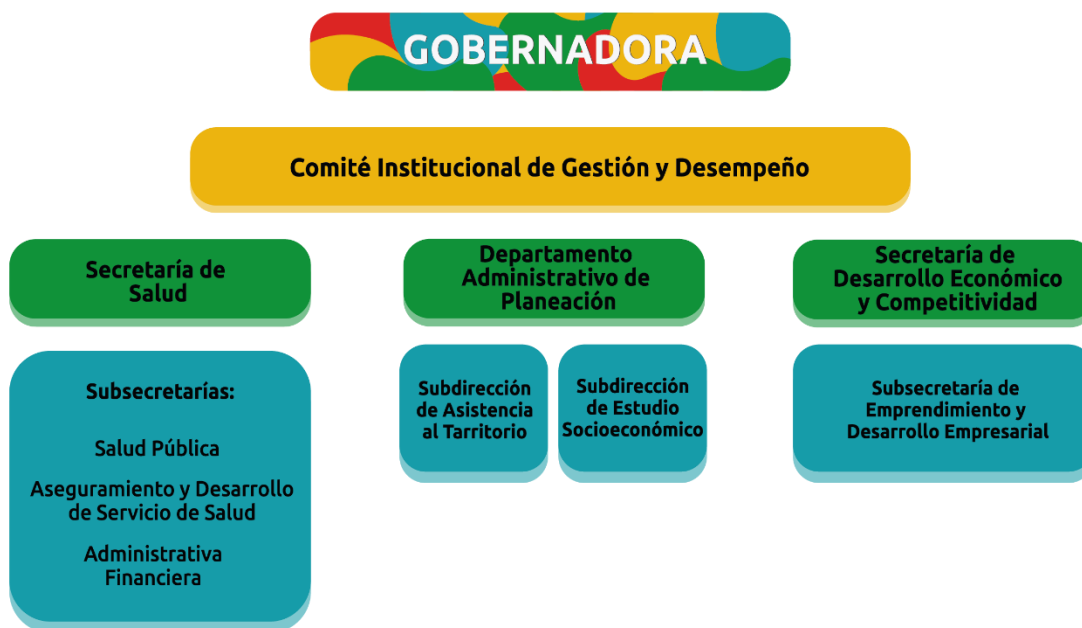 GOBERNADORA
Comité Institucional de Gestión y Desempeño
Secretaría de
Salud
Departamento
Administrativo de
Planeación
Secretaría de
Desarrollo Económico
y Competitividad
Subsecretarías:
Salud Pública
Aseguramiento y Desarrollo
de Servicio de Salud
Administrativa
Financiera
Subdirección
de Asistencia
al Tarritorio
Subdirección
de Estudio
Socioeconómico
Subsecretaría de
Emprendimiento y
Desarrollo Empresarial